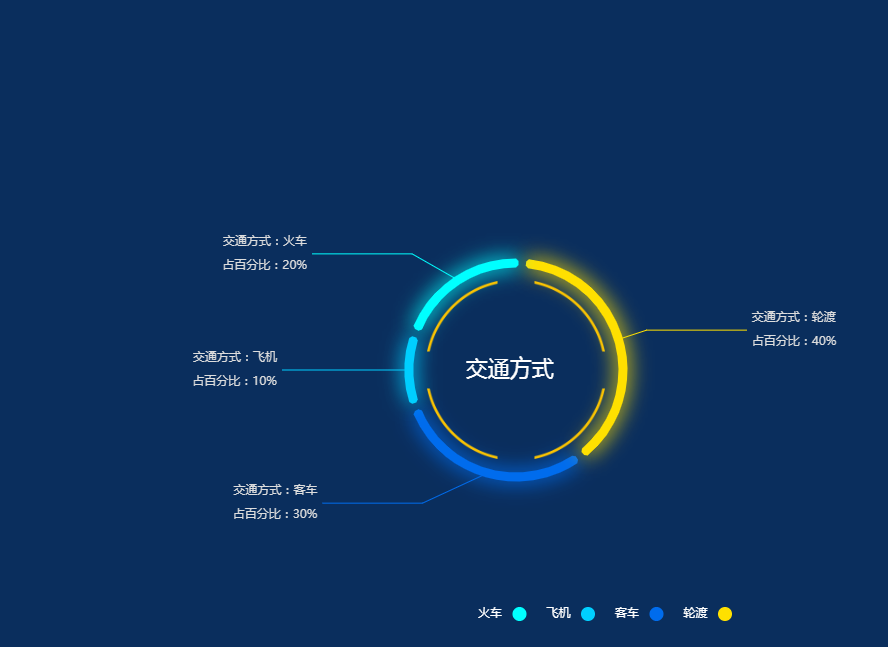 交通方式：火车
占百分比：20%
交通方式：轮渡
占百分比：40%
交通方式：飞机
占百分比：10%
交通方式
交通方式：客车
占百分比：30%
火车 飞机 客车 轮渡